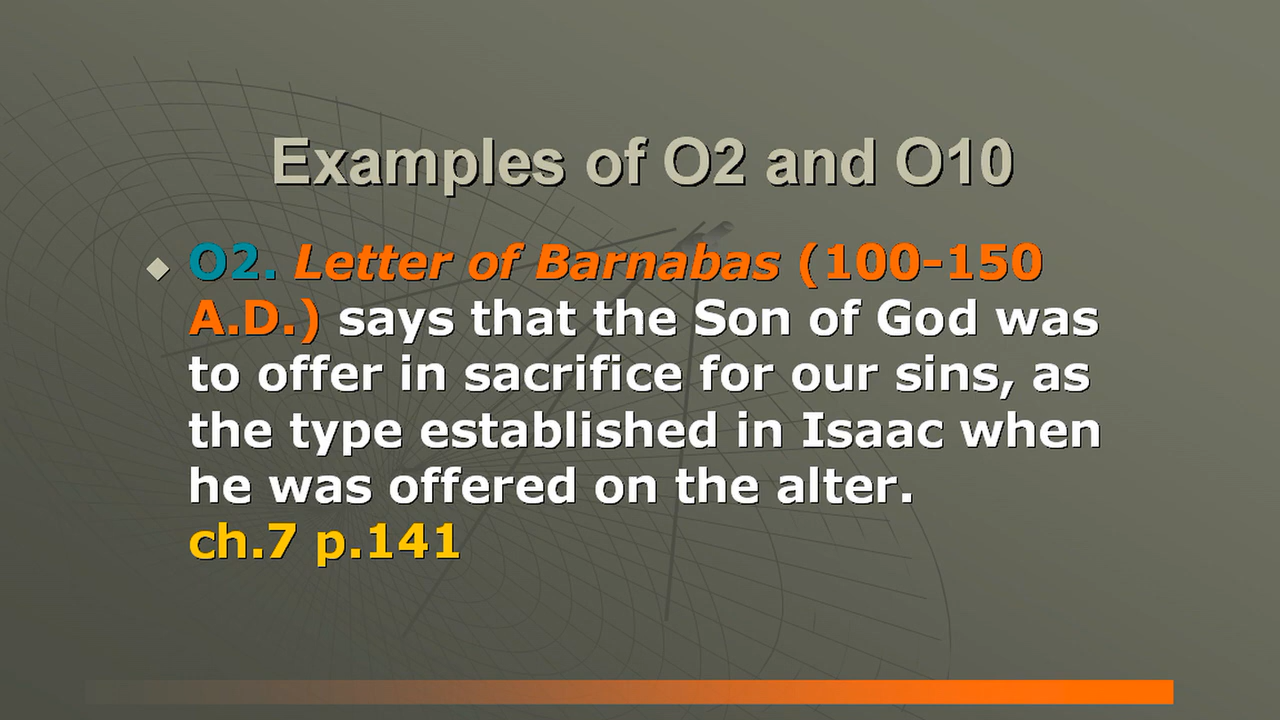 Examples of O2 and O10
O2. Letter of Barnabas (100-150
A.D.) says that the Son of God was
to offer in sacrifice for our sins, as
the type established in Isaac when
he was offered on the alter.
ch.7 p.141